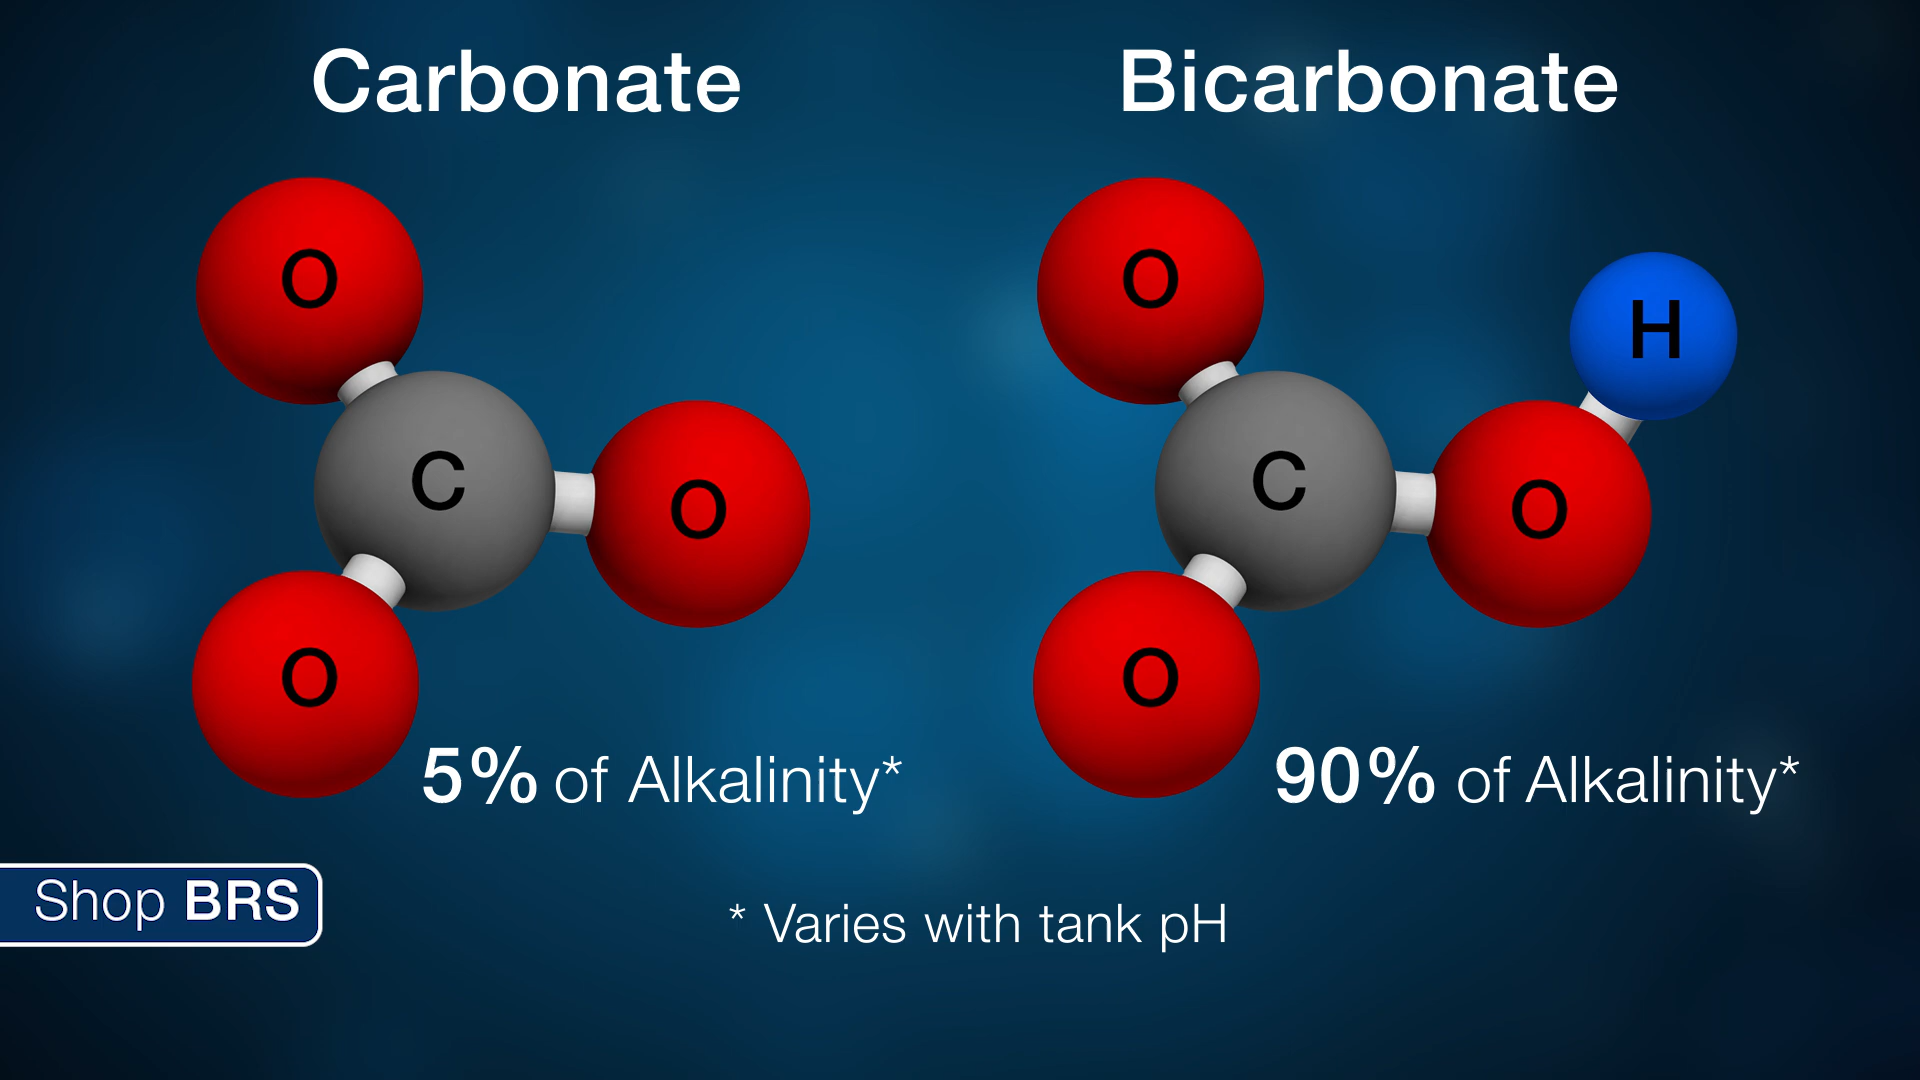 Carbonate
Bicarbonate
O
C
O
O
O
H
C
O
O
5% of Alkalinity*
90% of Alkalinity*
Shop BRS
* Varies with tank pH